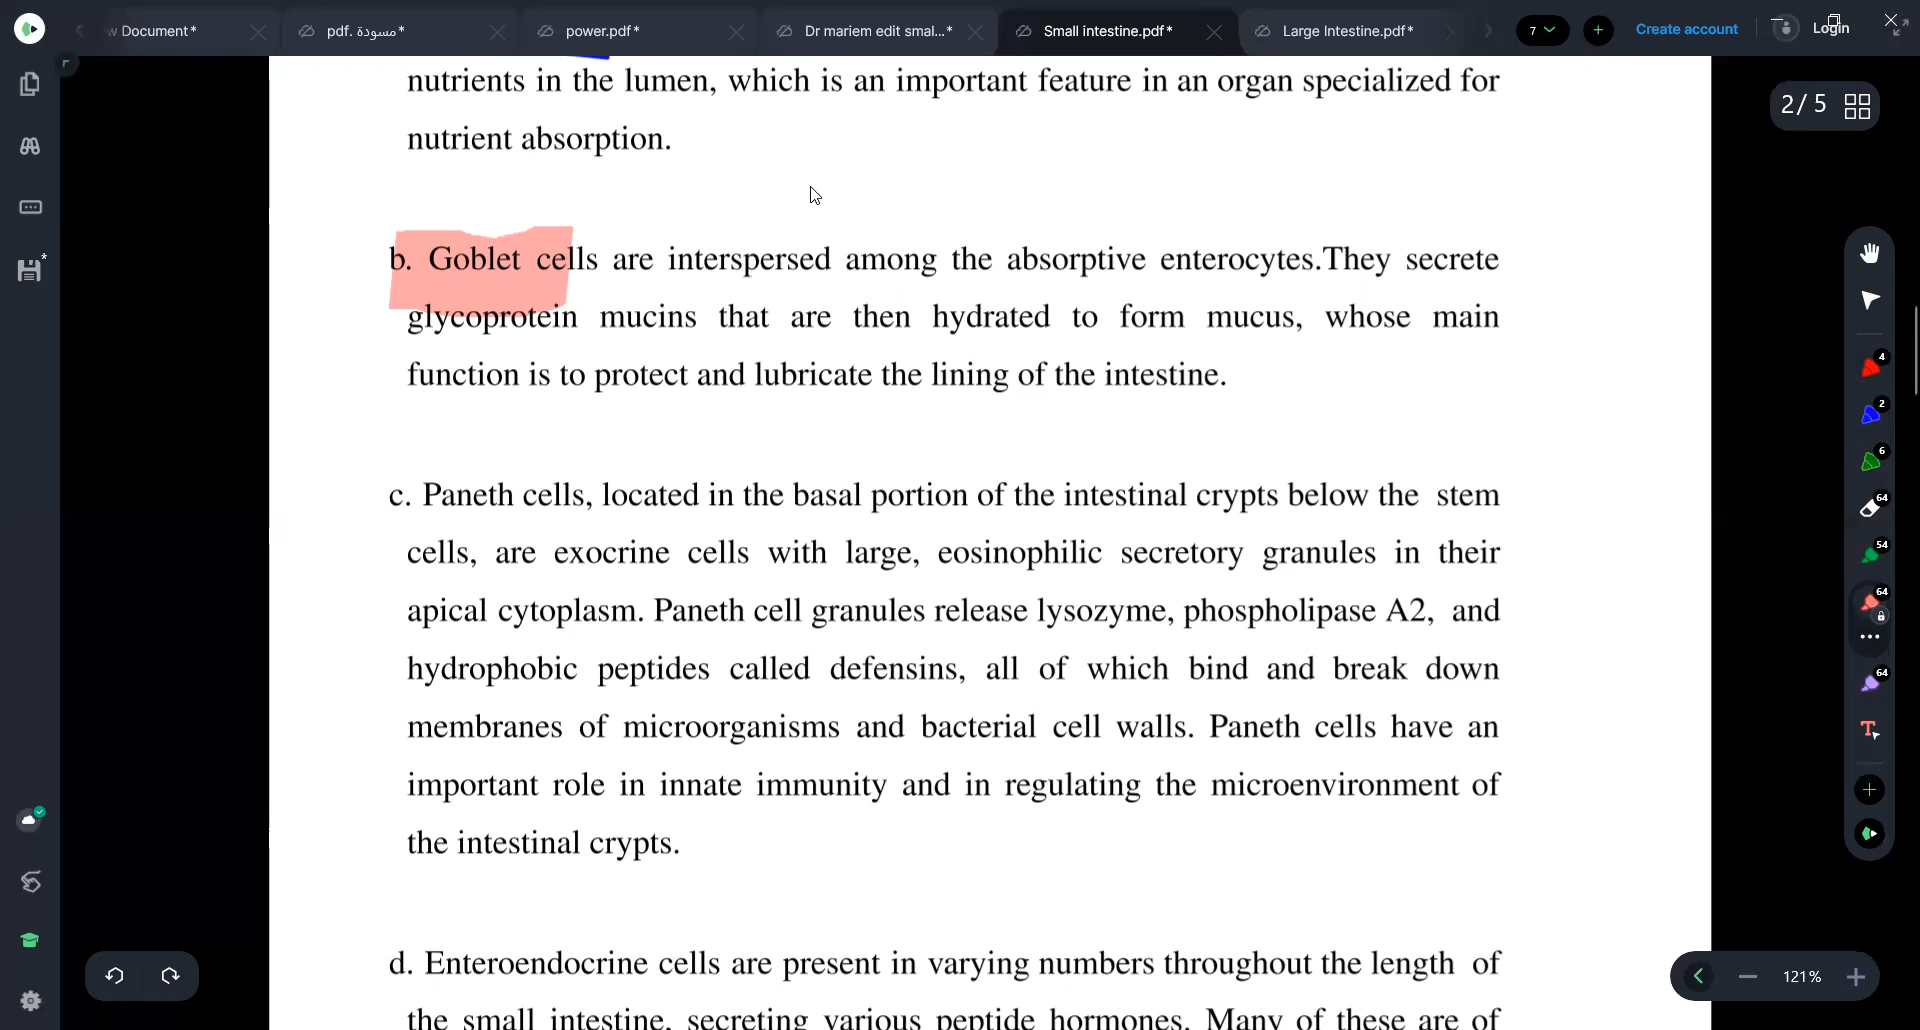 w Document*
pdf. مسودة*
power.pdf*
Dr mariem edit smal...*
Small intestine.pdf*
Large Intestine.pdf*
7
Create account
Login
2/ 5
nutrients in the lumen, which is an important feature in an organ specialized for
nutrient absorption.
b. Goblet cells are interspersed among the absorptive enterocytes.They secrete
glycoprotein mucins that are then hydrated to form mucus, whose main
function is to protect and lubricate the lining of the intestine.
c. Paneth cells, located in the basal portion of the intestinal crypts below the stem
cells, are exocrine cells with large, eosinophilic secretory granules in their
apical cytoplasm. Paneth cell granules release lysozyme, phospholipase A2, and
hydrophobic peptides called defensins, all of which bind and break down
membranes of microorganisms and bacterial cell walls. Paneth cells have an
important role in innate immunity and in regulating the microenvironment of
the intestinal crypts.
d. Enteroendocrine cells are present in varying numbers throughout the length of
the small intestine, secreting various peptide hormones. Many of these are of
4
2
6
64
54
64
64
T
121%